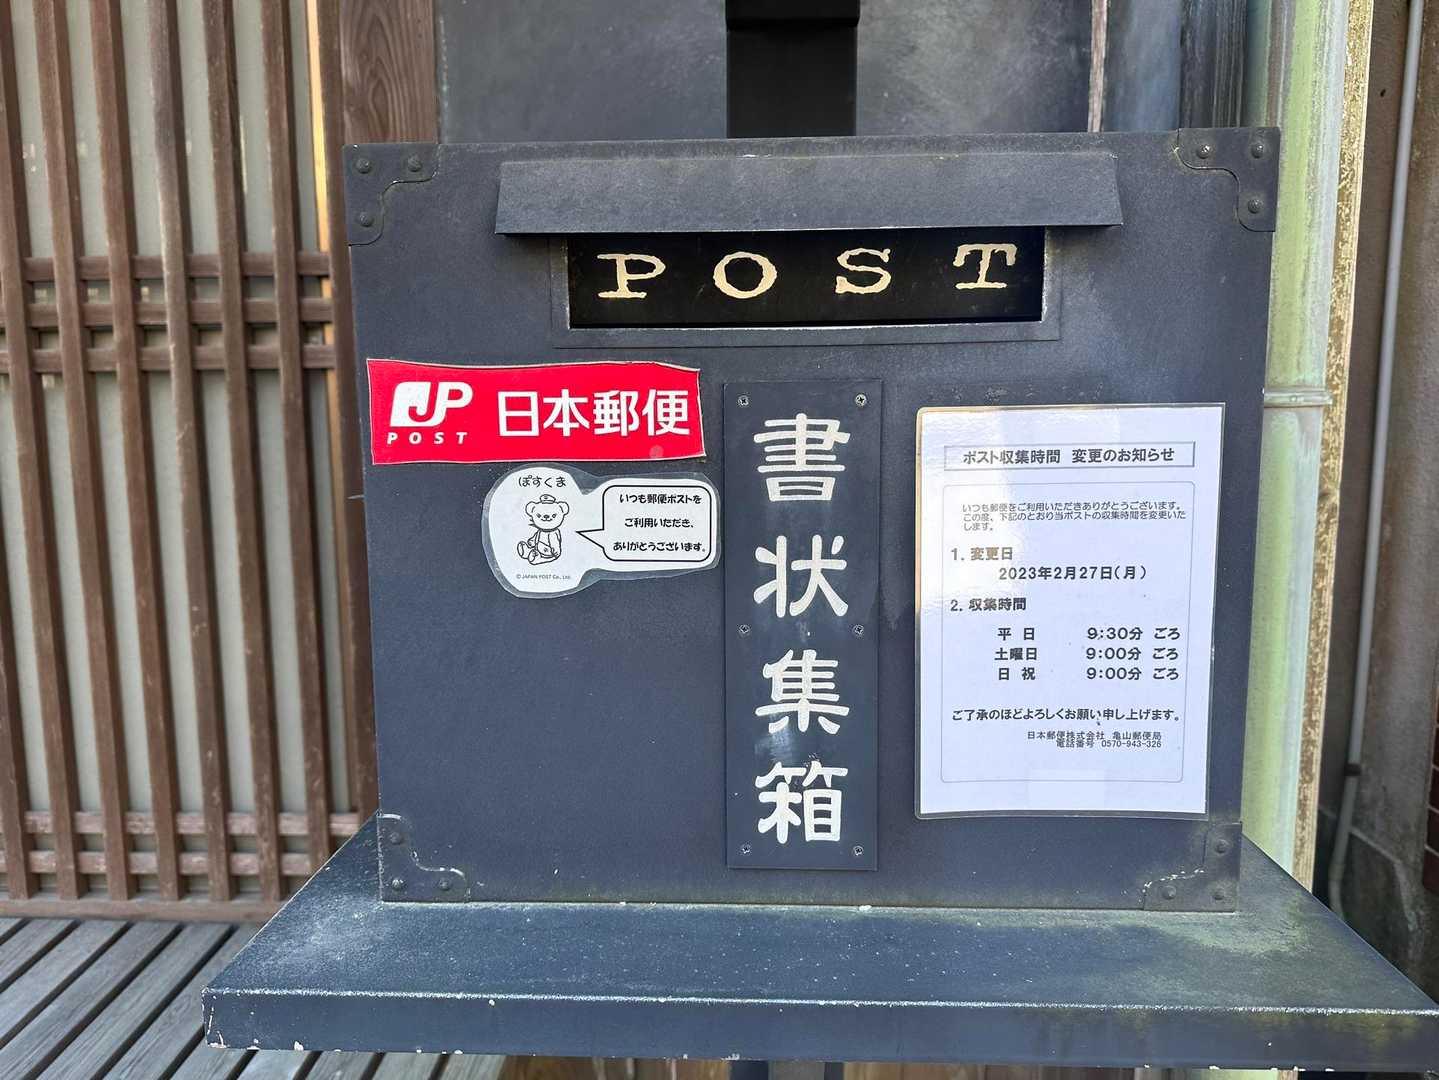 POST
JP
POST
日本郵便
ぽすくま
いつも郵便ポストを
ご利用いただき、
ありがとうございます。
© JAPAN POST Co., Ltd.
書状集箱
ポスト収集時間 変更のお知らせ
いつも郵便をご利用いただきありがとうございます。
この度、下記のとおり当ポストの収集時間を変更いた
します。
1. 変更日
2023年2月27日(月)
2. 収集時間
平 日 9:30分 ごろ
土曜日 9:00分 ごろ
日 祝 9:00分 ごろ
ご了承のほどよろしくお願い申し上げます。
日本郵便株式会社 亀山郵便局
電話番号 0570-943-326